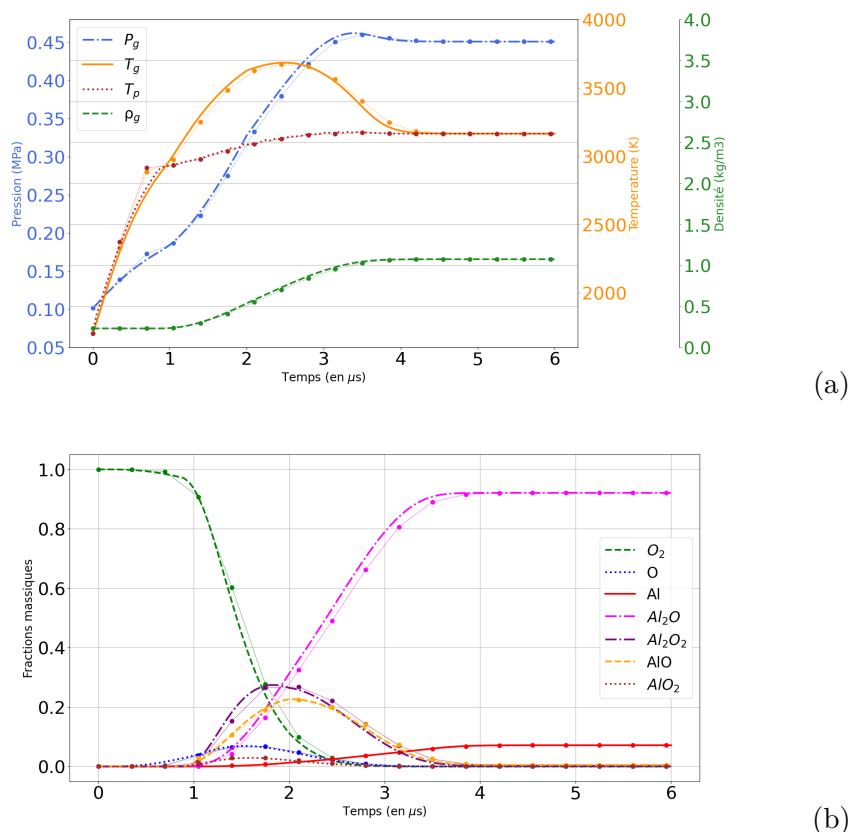 0.45
0.40
0.35
0.30
0.25
0.20
0.15
0.10
0.05
Pression (MPa)
P_g
T_g
T_p
ρ_g
4000
3500
3000
2500
2000
Temperature (K)
4.0
3.5
3.0
2.5
2.0
1.5
1.0
0.5
0.0
Densité (kg/m3)
0 1 2 3 4 5 6
Temps (en μs)
(a)
1.0
0.8
0.6
0.4
0.2
0.0
Fractions massiques
O_2
O
Al
Al_2O
Al_2O_2
AlO
AlO_2
0 1 2 3 4 5 6
Temps (en μs)
(b)